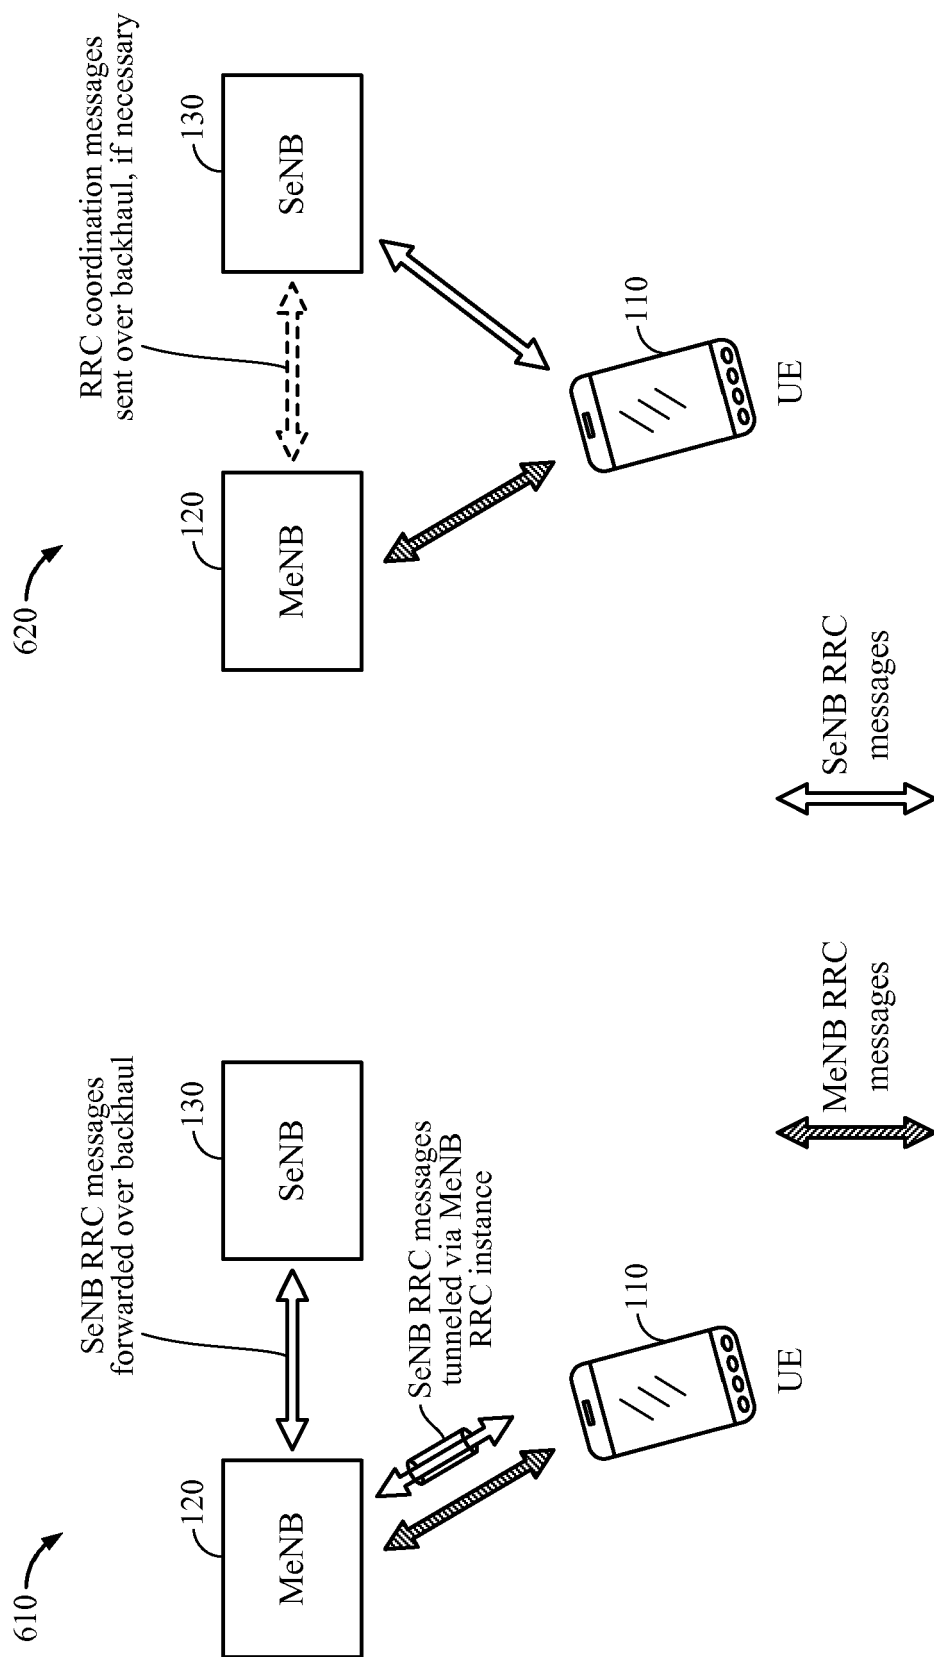 610
SeNB RRC messages
forwarded over backhaul
120
MeNB
130
SeNB
SeNB RRC messages
tunneled via MeNB
RRC instance
110
UE
620
RRC coordination messages
sent over backhaul, if necessary
120
MeNB
130
SeNB
110
UE
MeNB RRC
messages
SeNB RRC
messages